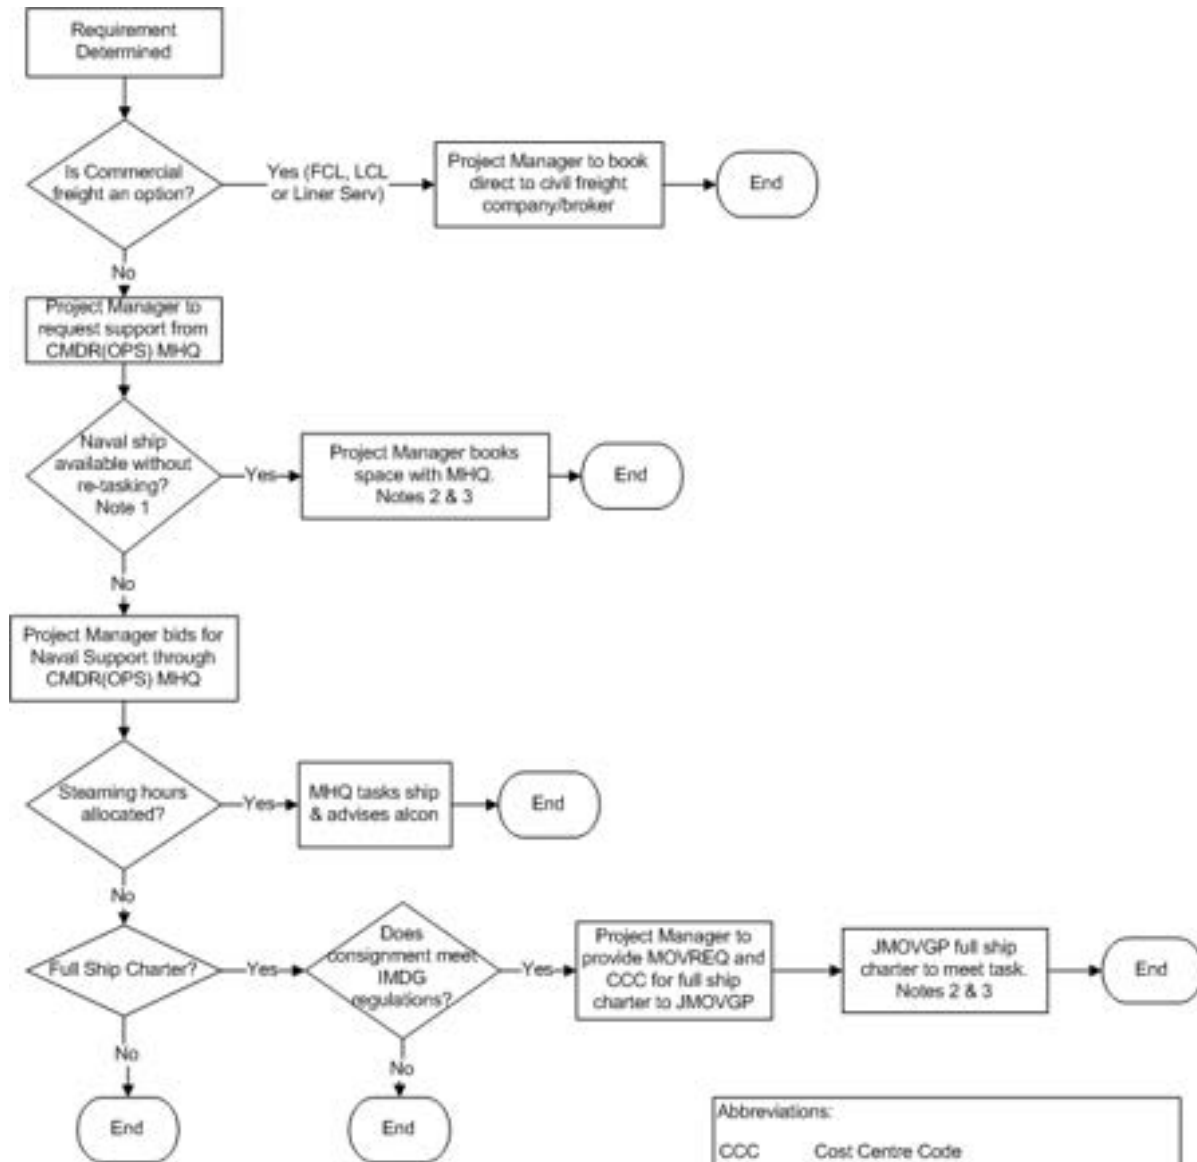 Requirement
Determined
Is Commercial
freight an option?
Yes (FCL, LCL
or Liner Serv)
Project Manager to book
direct to civil freight
company/broker
End
No
Project Manager to
request support from
CMDR(OPS) MHQ
Naval ship
available without
re-tasking?
Note 1
Yes
Project Manager books
space with MHQ.
Notes 2 & 3
End
No
Project Manager bids for
Naval Support through
CMDR(OPS) MHQ
Steaming hours
allocated?
Yes
MHQ tasks ship
& advises alcon
End
No
Full Ship Charter?
Yes
Does
consignment meet
IMDG
regulations?
Yes
Project Manager to
provide MOVREQ and
CCC for full ship
charter to JMOVGP
JMOVGP full ship
charter to meet task.
Notes 2 & 3
End
No
End
No
End
Abbreviations:
CCC Cost Centre Code